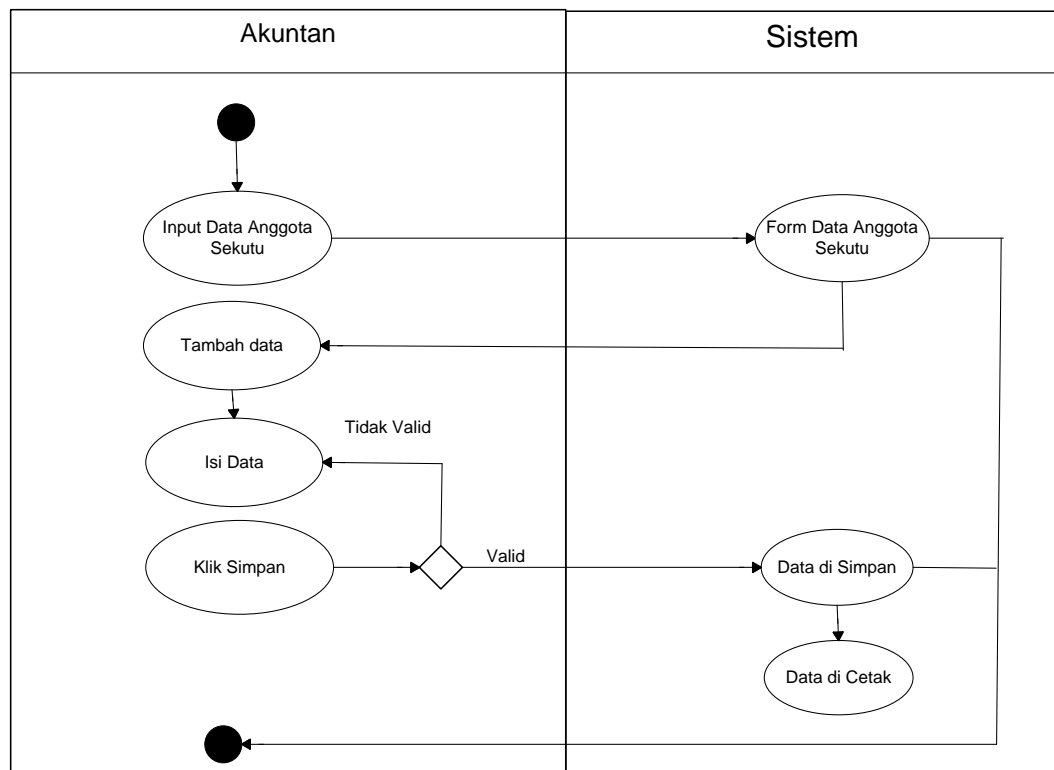 Akuntan
Sistem
Input Data Anggota
Sekutu
Form Data Anggota
Sekutu
Tambah data
Tidak Valid
Isi Data
Klik Simpan
Valid
Data di Simpan
Data di Cetak